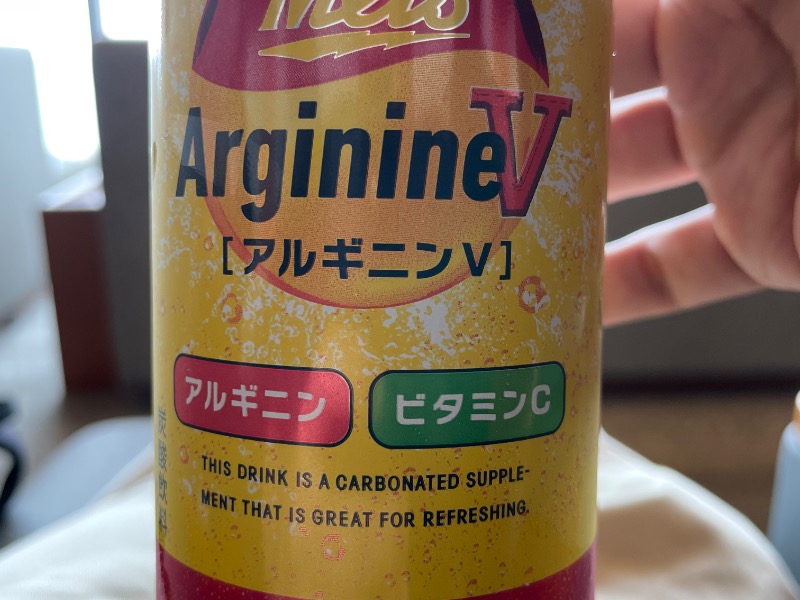 Mets
Arginine V
[アルギニンV]
アルギニン
ビタミンC
THIS DRINK IS A CARBONATED SUPPLE-
MENT THAT IS GREAT FOR REFRESHING.
炭酸飲料